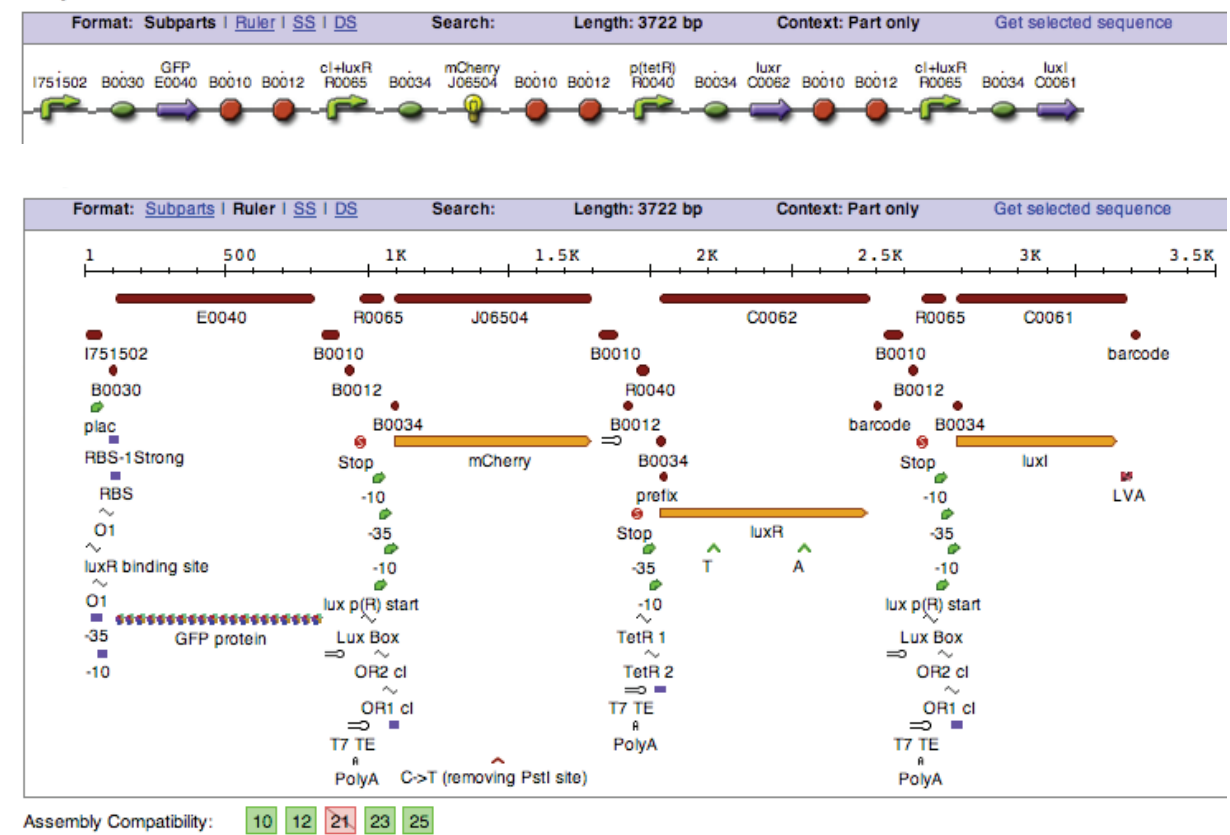 Format: Subparts | Ruler | SS | DS Search: Length: 3722 bp Context: Part only Get selected sequence
GFP cI+luxR mCherry p(tetR) luxr cI+luxR luxI
I751502 B0030 E0040 B0010 B0012 R0065 B0034 J06504 B0010 B0012 R0040 B0034 C0062 B0010 B0012 R0065 B0034 C0061
Format: Subparts | Ruler | SS | DS Search: Length: 3722 bp Context: Part only Get selected sequence
1 500 1K 1.5K 2K 2.5K 3K 3.5K
E0040 R0065 J06504 C0062 R0065 C0061
I751502 B0010 B0010 B0010 barcode
B0030 B0012 R0040 B0012
plac B0034 B0012 barcode B0034
RBS-1Strong Stop mCherry B0034 Stop luxI
RBS -10 prefix -10 LVA
O1 -35 Stop luxR -35
luxR binding site -10 -35 T A -10
O1 lux p(R) start -10 lux p(R) start
-35 GFP protein Lux Box TetR 1 Lux Box
-10 OR2 cI TetR 2 OR2 cI
OR1 cI T7 TE OR1 cI
T7 TE PolyA T7 TE
PolyA C->T (removing PstI site) PolyA
Assembly Compatibility: 10 12 21 23 25